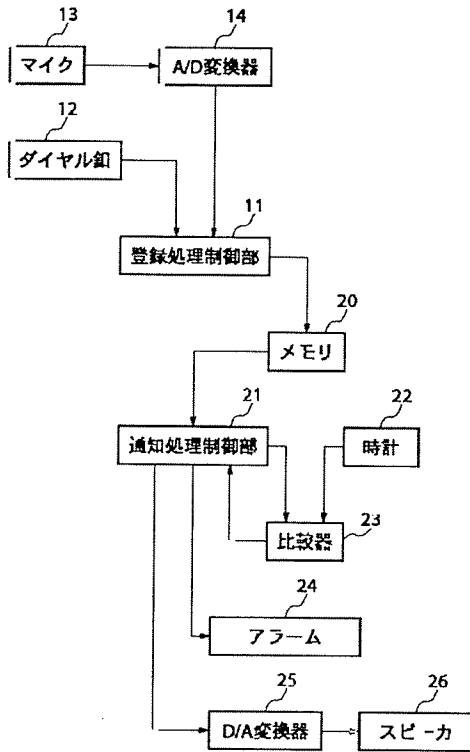 13
14
マイク
A/D変換器
12
ダイヤル釦
11
登録処理制御部
20
メモリ
21
22
通知処理制御部
時計
23
比較器
24
アラーム
25
26
D/A変換器
スピーカ